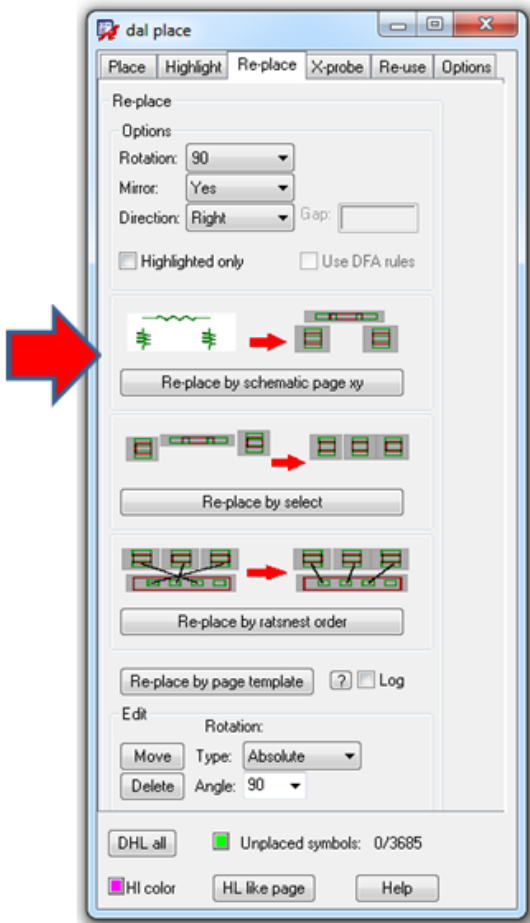 dal place
Place Highlight Re-place X-probe Re-use Options
Re-place
Options
Rotation: 90
Mirror: Yes
Direction: Right Gap:
Highlighted only Use DFA rules
Re-place by schematic page xy
Re-place by select
Re-place by ratsnest order
Re-place by page template ? Log
Edit
Rotation:
Move Type: Absolute
Delete Angle: 90
DHL all Unplaced symbols: 0/3685
HI color HL like page Help